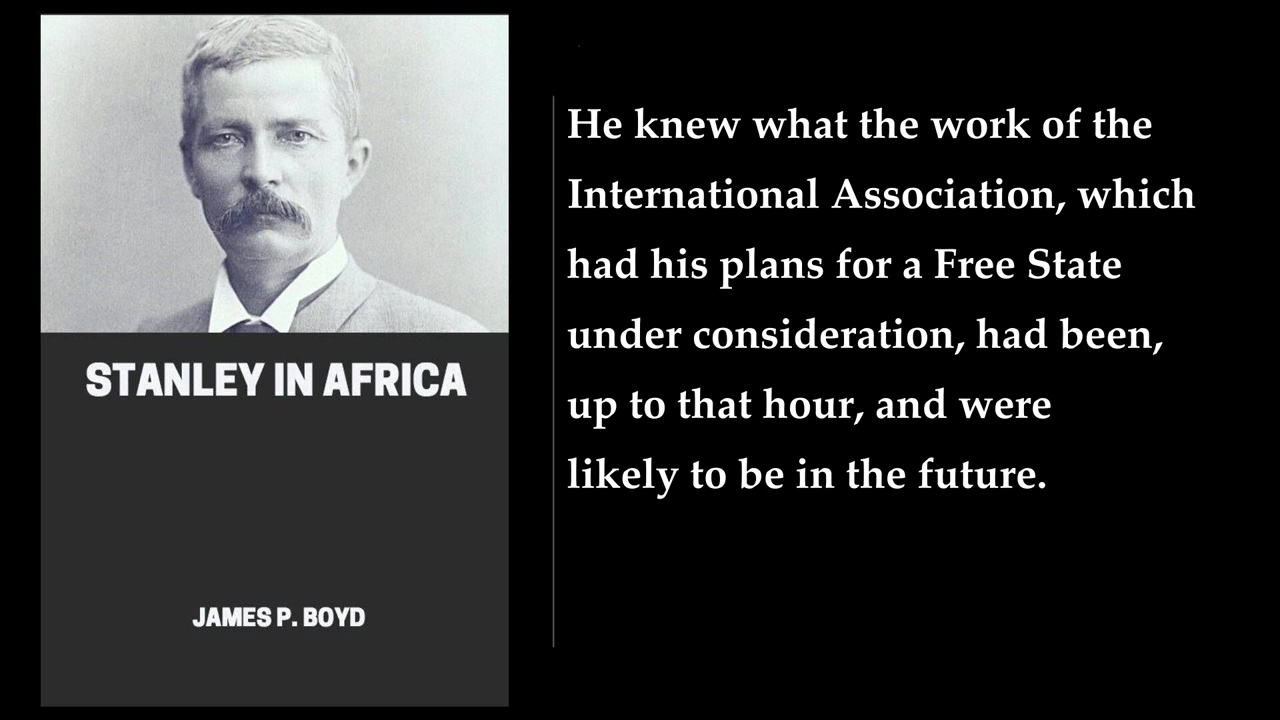 STANLEY IN AFRICA
JAMES P. BOYD
He knew what the work of the
International Association, which
had his plans for a Free State
under consideration, had been,
up to that hour, and were
likely to be in the future.